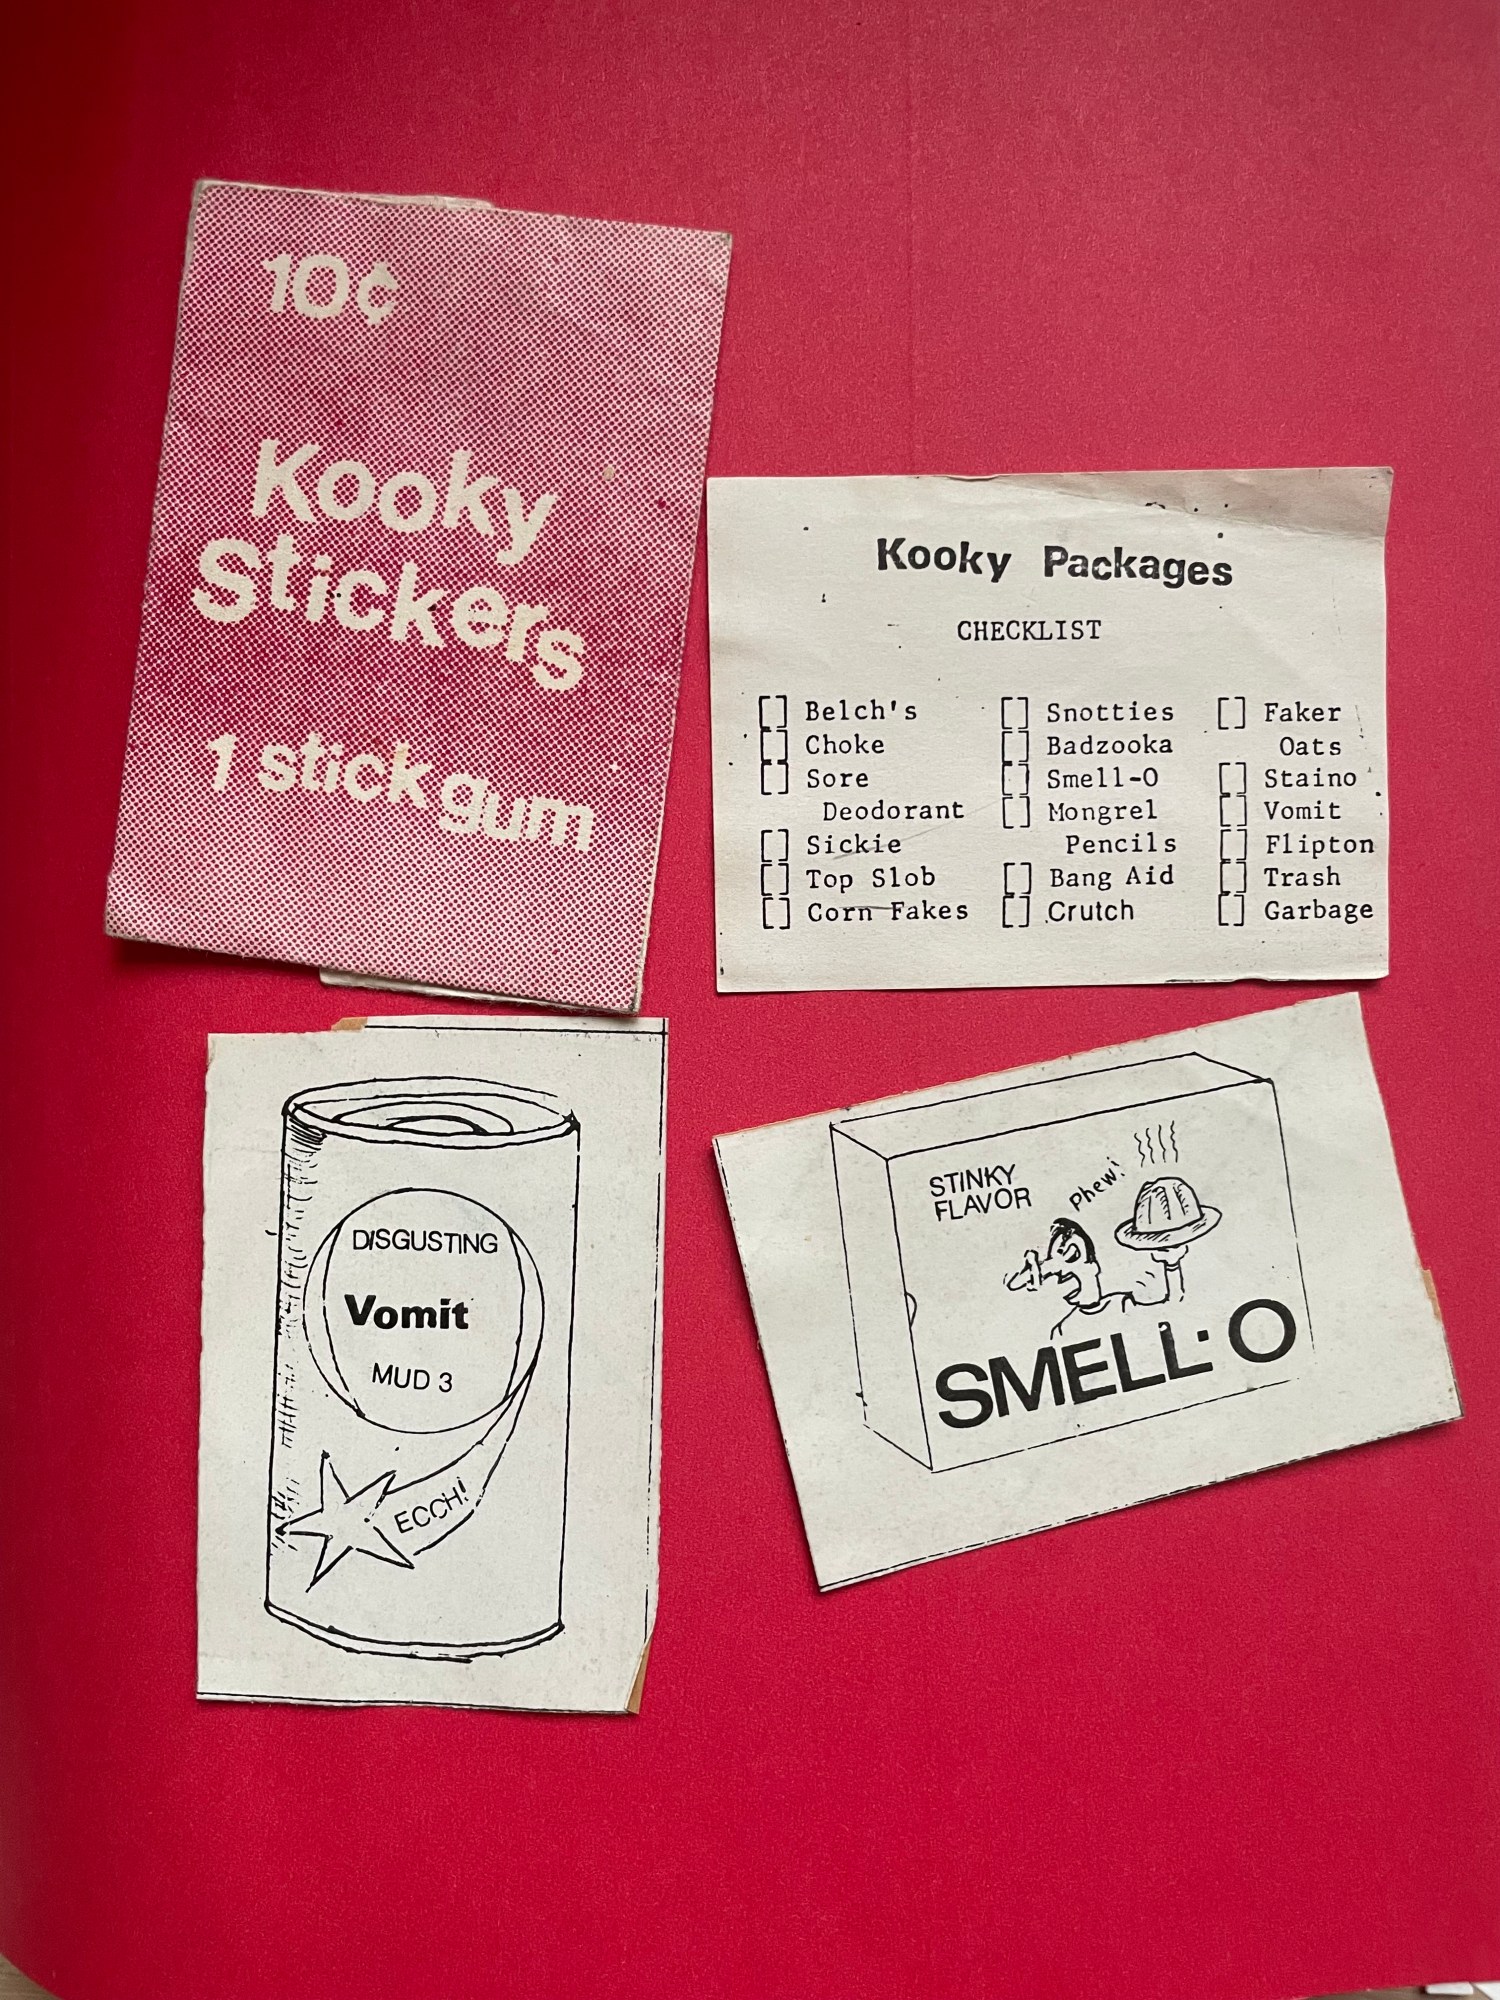 10¢
Kooky
Stickers
1 stick gum
Kooky Packages
CHECKLIST
[] Belch's
[] Choke
[] Sore
Deodorant
[] Sickie
[] Top Slob
[] Corn Fakes
[] Snotties
[] Badzooka
[] Smell-O
[] Mongrel
Pencils
[] Bang Aid
[] Crutch
[] Faker
Oats
[] Staino
[] Vomit
[] Flipton
[] Trash
[] Garbage
DISGUSTING
Vomit
MUD 3
ECCH!
STINKY
FLAVOR
Phew!
SMELL·O